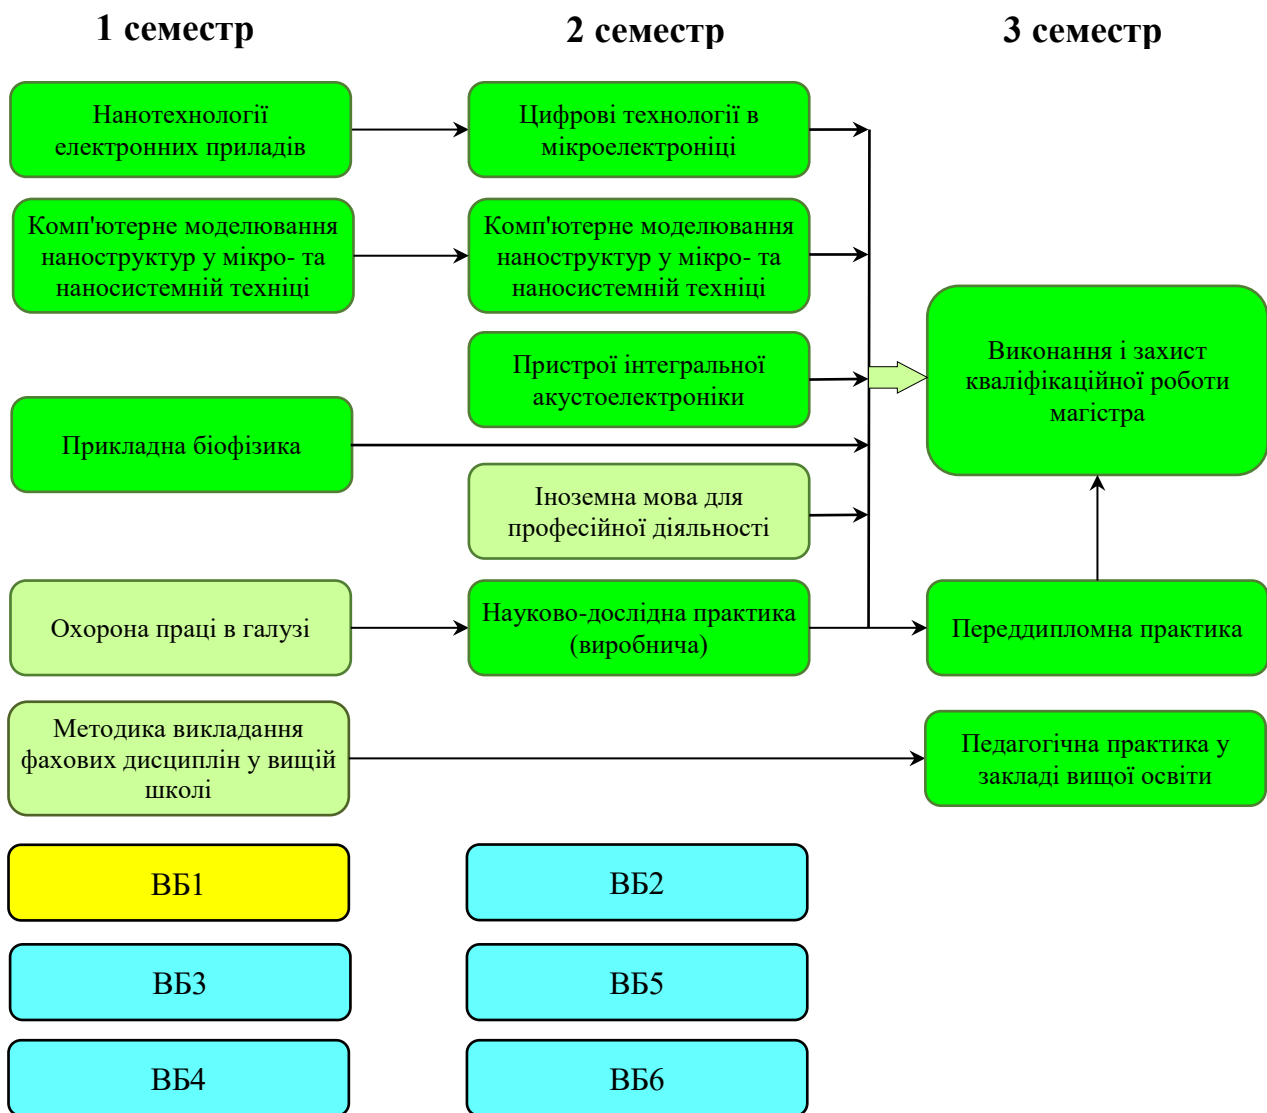 1 семестр
2 семестр
3 семестр
Нанотехнології
електронних приладів
Цифрові технології в
мікроелектроніці
Комп'ютерне моделювання
наноструктур у мікро- та
наносистемній техніці
Комп'ютерне моделювання
наноструктур у мікро- та
наносистемній техніці
Пристрої інтегральної
акустоелектроніки
Виконання і захист
кваліфікаційної роботи
магістра
Прикладна біофізика
Іноземна мова для
професійної діяльності
Охорона праці в галузі
Науково-дослідна практика
(виробнича)
Переддипломна практика
Методика викладання
фахових дисциплін у вищій
школі
Педагогічна практика у
закладі вищої освіти
ВБ1
ВБ2
ВБ3
ВБ5
ВБ4
ВБ6